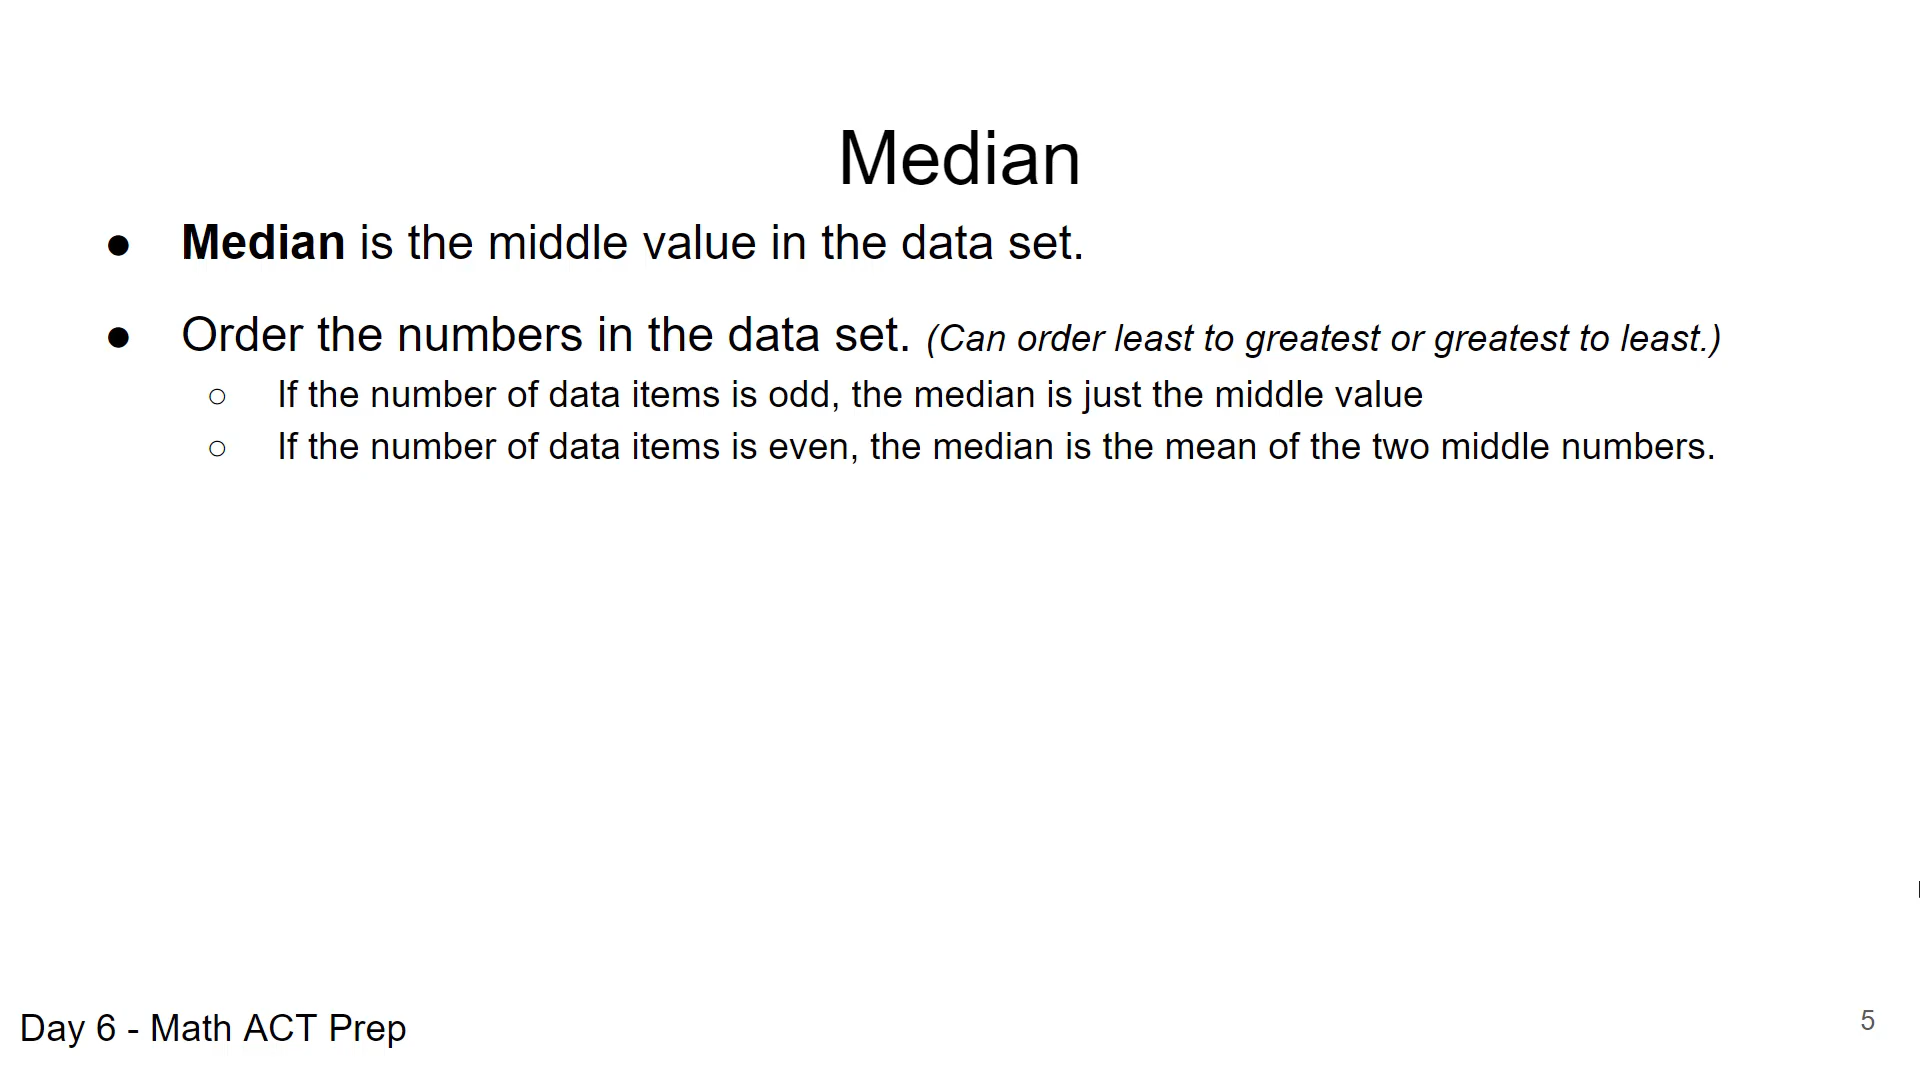 Median
● Median is the middle value in the data set.
● Order the numbers in the data set. (Can order least to greatest or greatest to least.)
○ If the number of data items is odd, the median is just the middle value
○ If the number of data items is even, the median is the mean of the two middle numbers.
Day 6 - Math ACT Prep
5